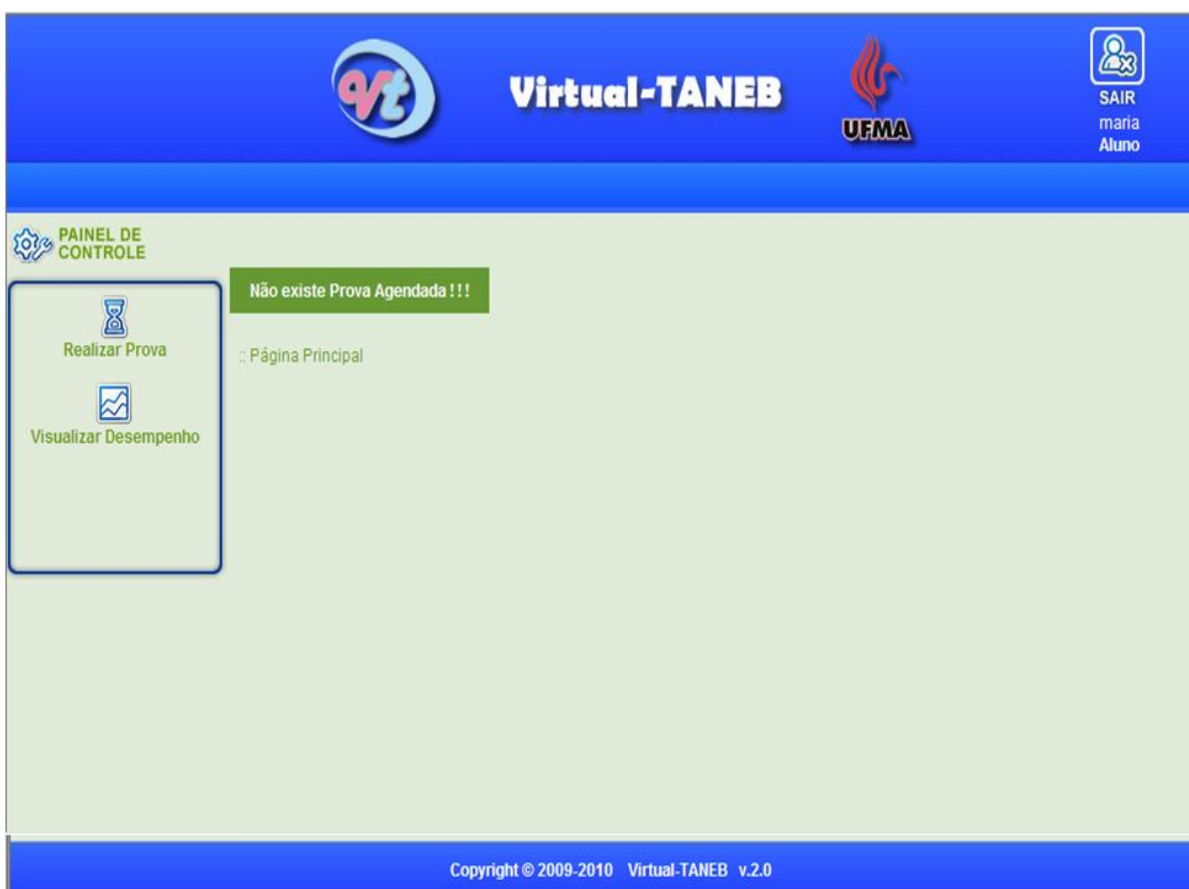 Vt
Virtual-TANEB
UFMA
SAIR
maria
Aluno
PAINEL DE
CONTROLE
Realizar Prova
Visualizar Desempenho
Não existe Prova Agendada !!!
:: Página Principal
Copyright © 2009-2010 Virtual-TANEB v.2.0